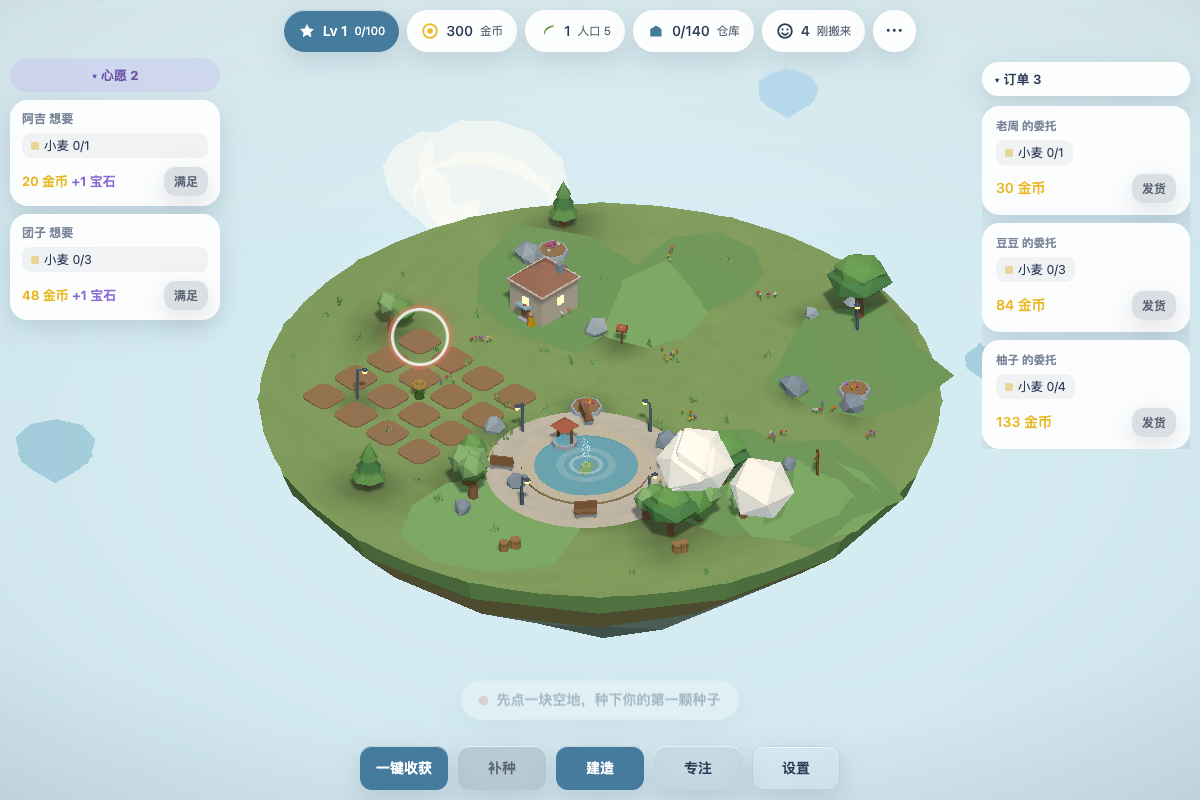 Lv 1 0/100
300 金币
1 人口 5
0/140 仓库
4 刚搬来
心愿 2
阿吉 想要
小麦 0/1
20 金币 +1 宝石
满足
团子 想要
小麦 0/3
48 金币 +1 宝石
满足
订单 3
老周 的委托
小麦 0/1
30 金币
发货
豆豆 的委托
小麦 0/3
84 金币
发货
柚子 的委托
小麦 0/4
133 金币
发货
先点一块空地，种下你的第一颗种子
一键收获
补种
建造
专注
设置